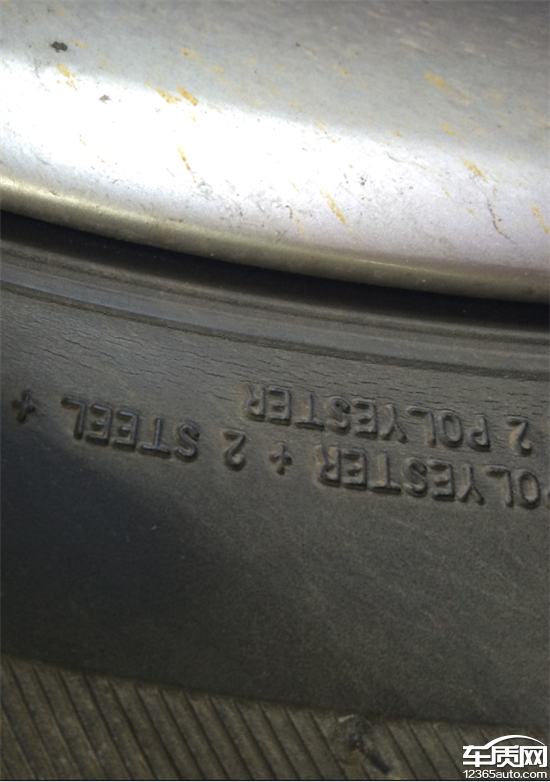 POLYESTER + 2 STEEL +
2 POLYESTER
车质网
12365auto.com